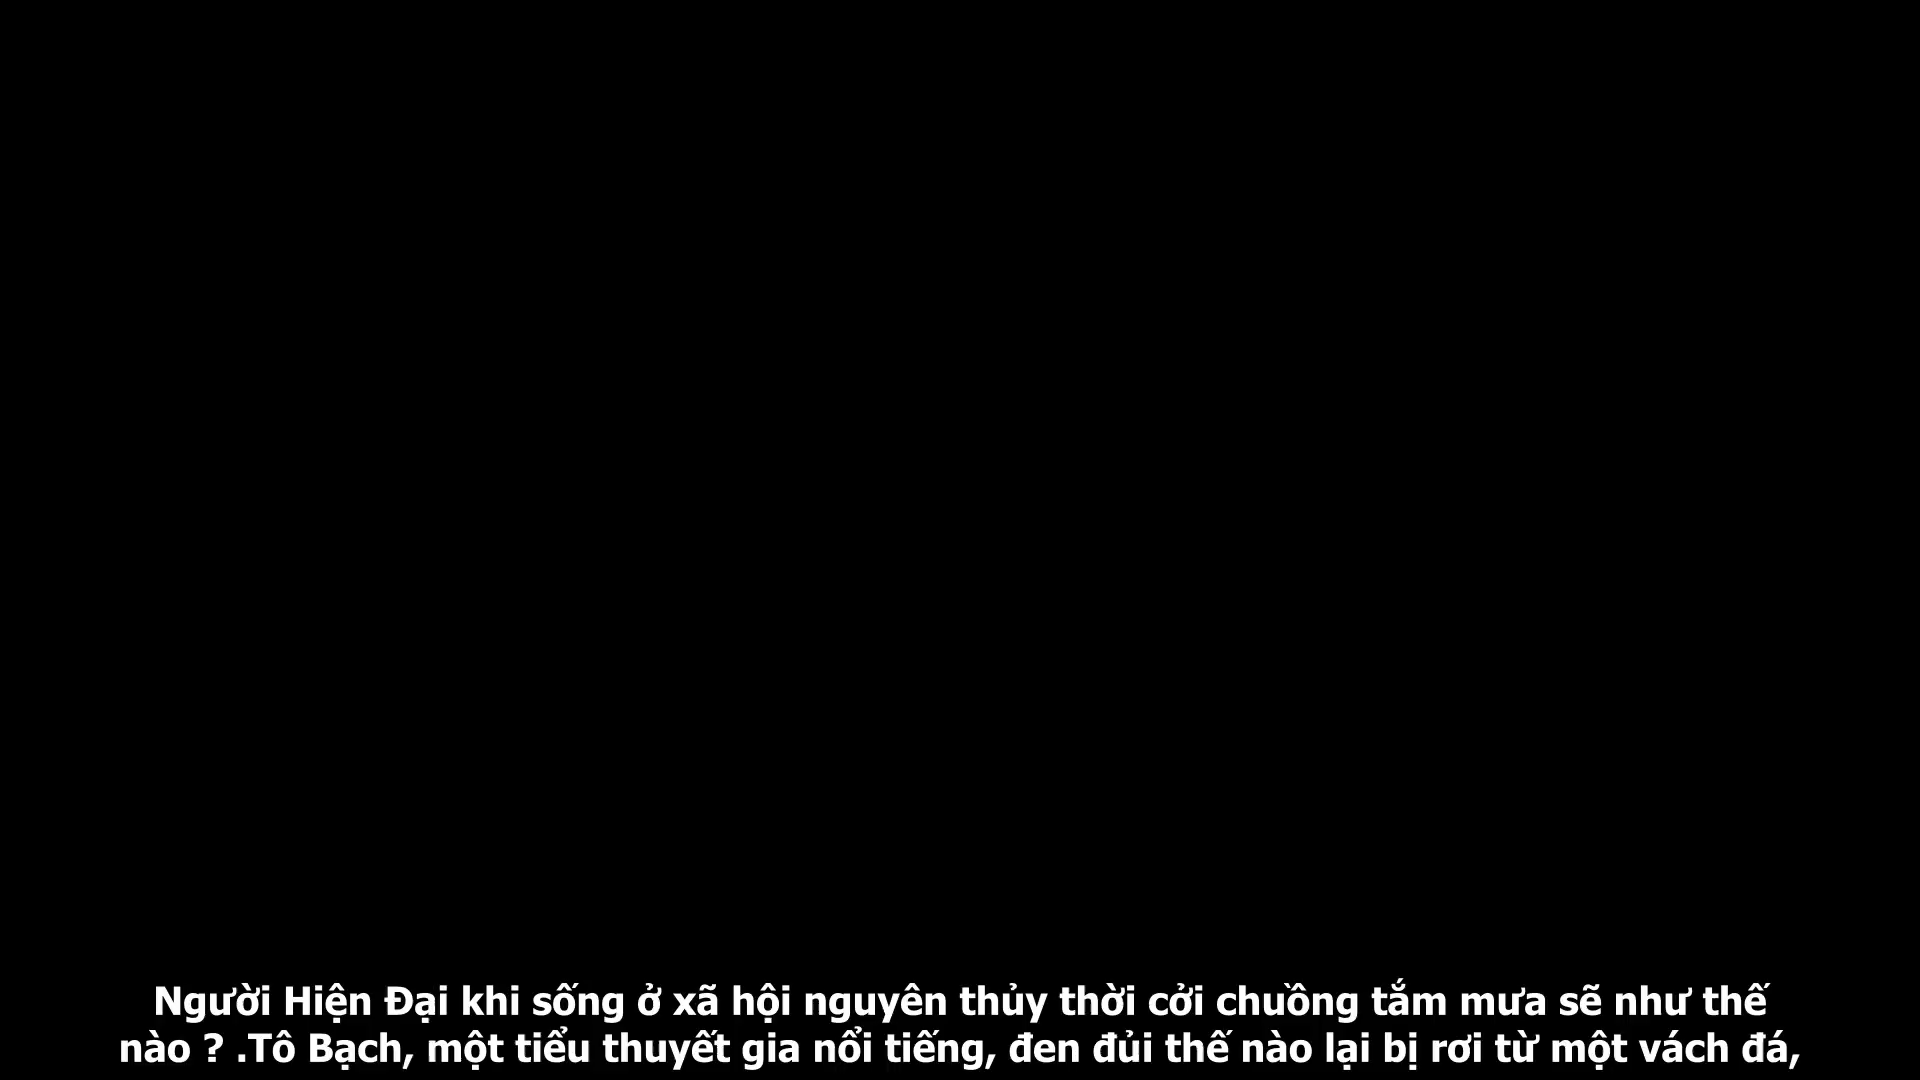 Người Hiện Đại khi sống ở xã hội nguyên thủy thời cởi chuồng tắm mưa sẽ như thế
nào ? .Tô Bạch, một tiểu thuyết gia nổi tiếng, đen đủi thế nào lại bị rơi từ một vách đá,